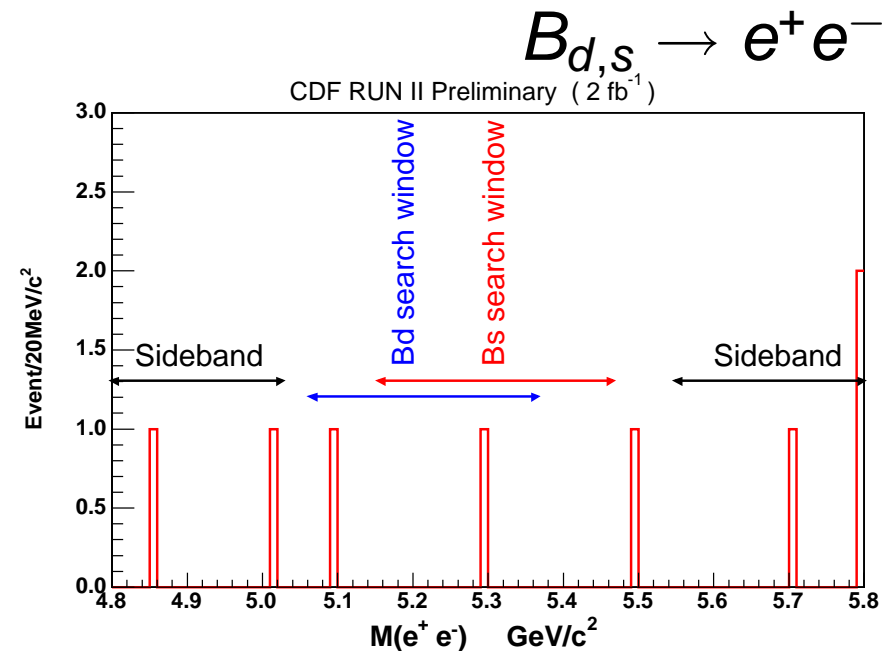 B_{d,s} → e⁺e⁻
CDF RUN II Preliminary ( 2 fb⁻¹ )
3.0
2.5
2.0
1.5
1.0
0.5
0.0
Event/20MeV/c²
Bd search window
Bs search window
Sideband
Sideband
4.8 4.9 5.0 5.1 5.2 5.3 5.4 5.5 5.6 5.7 5.8
M(e⁺ e⁻) GeV/c²